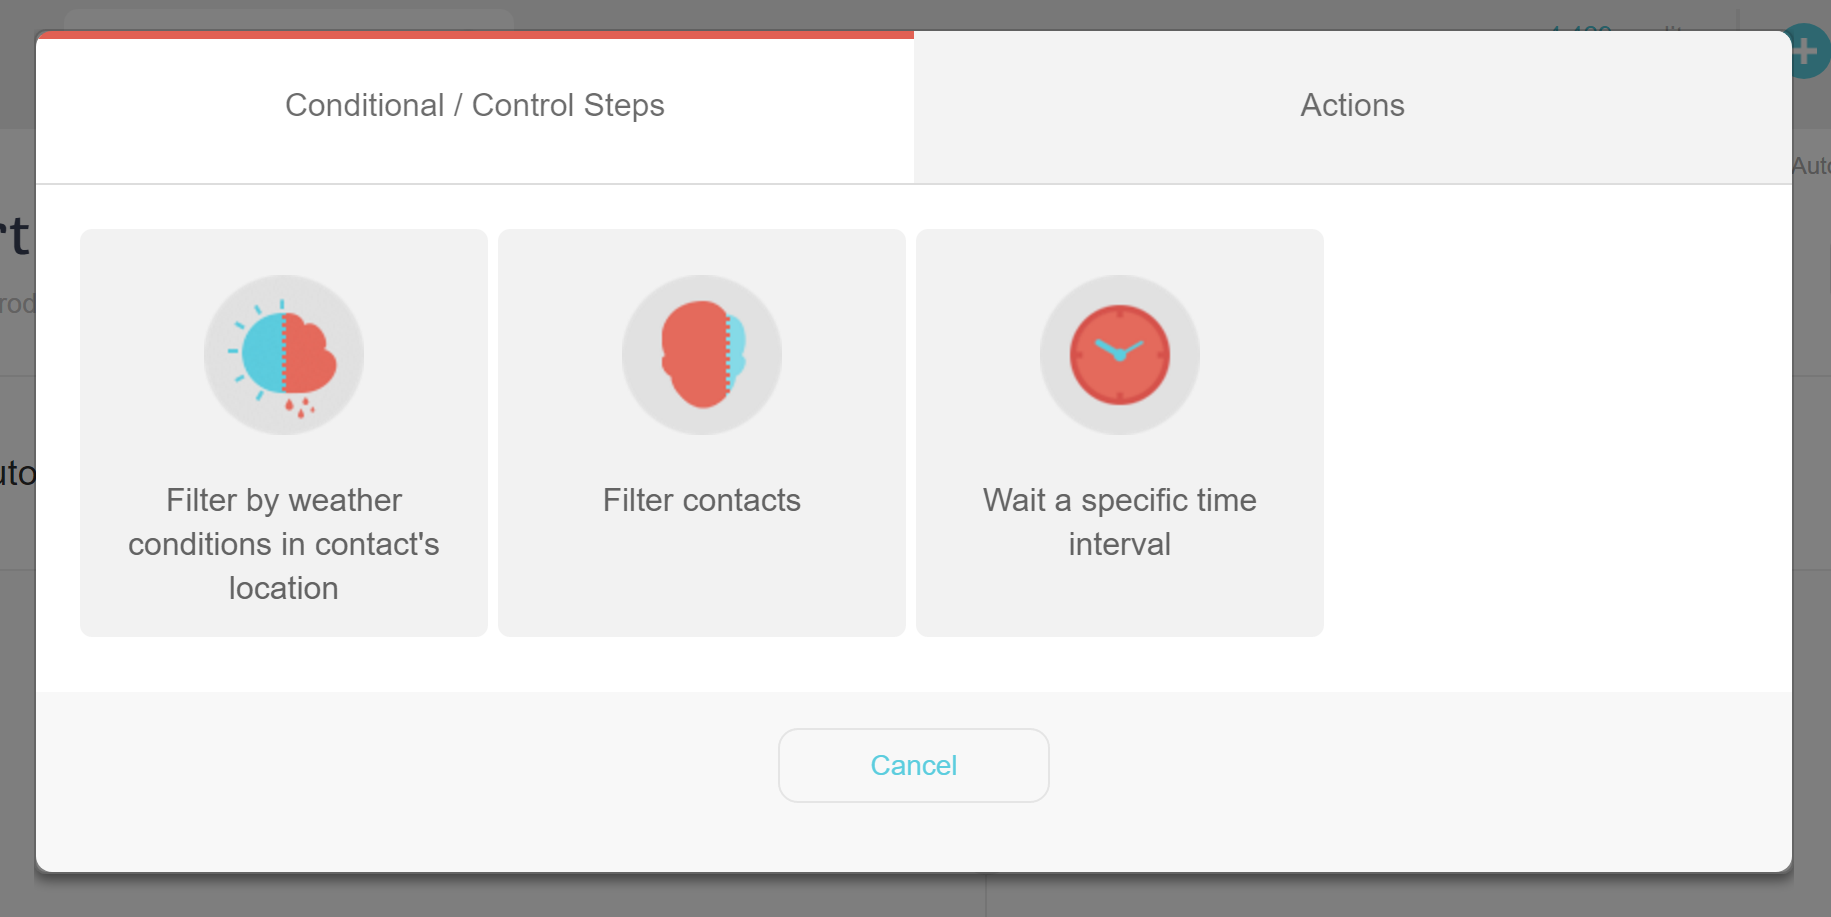 Conditional / Control Steps
Actions
Filter by weather
conditions in contact's
location
Filter contacts
Wait a specific time
interval
Cancel